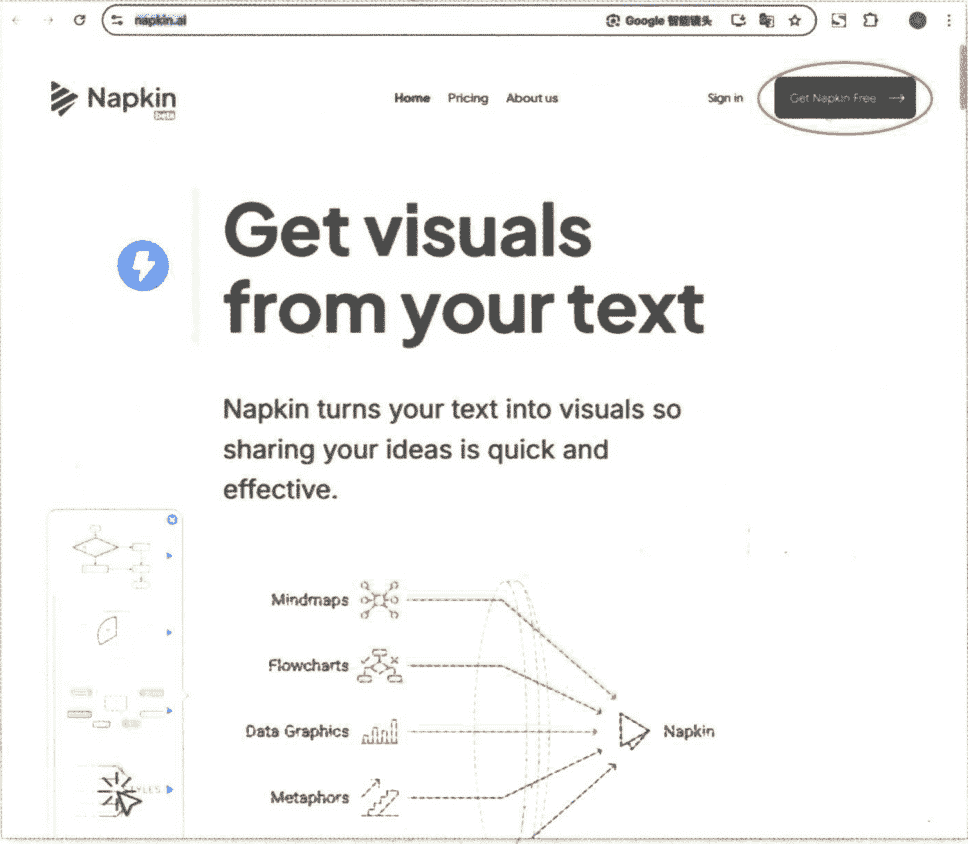 napkin.ai
Google 智能镜头
Napkin
beta
Home
Pricing
About us
Sign in
Get Napkin Free
Get visuals
from your text
Napkin turns your text into visuals so
sharing your ideas is quick and
effective.
Mindmaps
Flowcharts
Data Graphics
Metaphors
Napkin